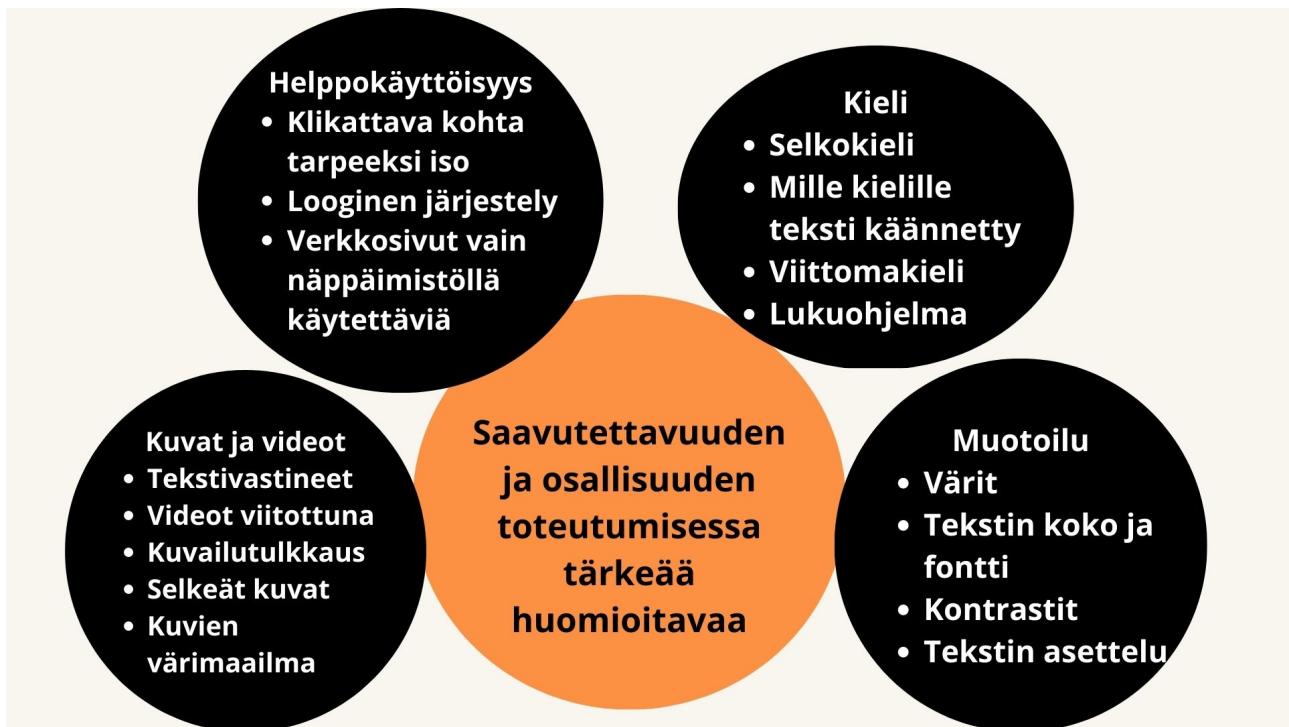 Helppokäyttöisyys
• Klikattava kohta
tarpeeksi iso
• Looginen järjestely
• Verkkosivut vain
näppäimistöllä
käytettäviä
Kieli
• Selkokieli
• Mille kielille
teksti käännetty
• Viittomakieli
• Lukuohjelma
Kuvat ja videot
• Tekstivastineet
• Videot viitottuna
• Kuvailutulkkaus
• Selkeät kuvat
• Kuvien
värimaailma
Saavutettavuuden
ja osallisuuden
toteutumisessa
tärkeää
huomioitavaa
Muotoilu
• Värit
• Tekstin koko ja
fontti
• Kontrastit
• Tekstin asettelu